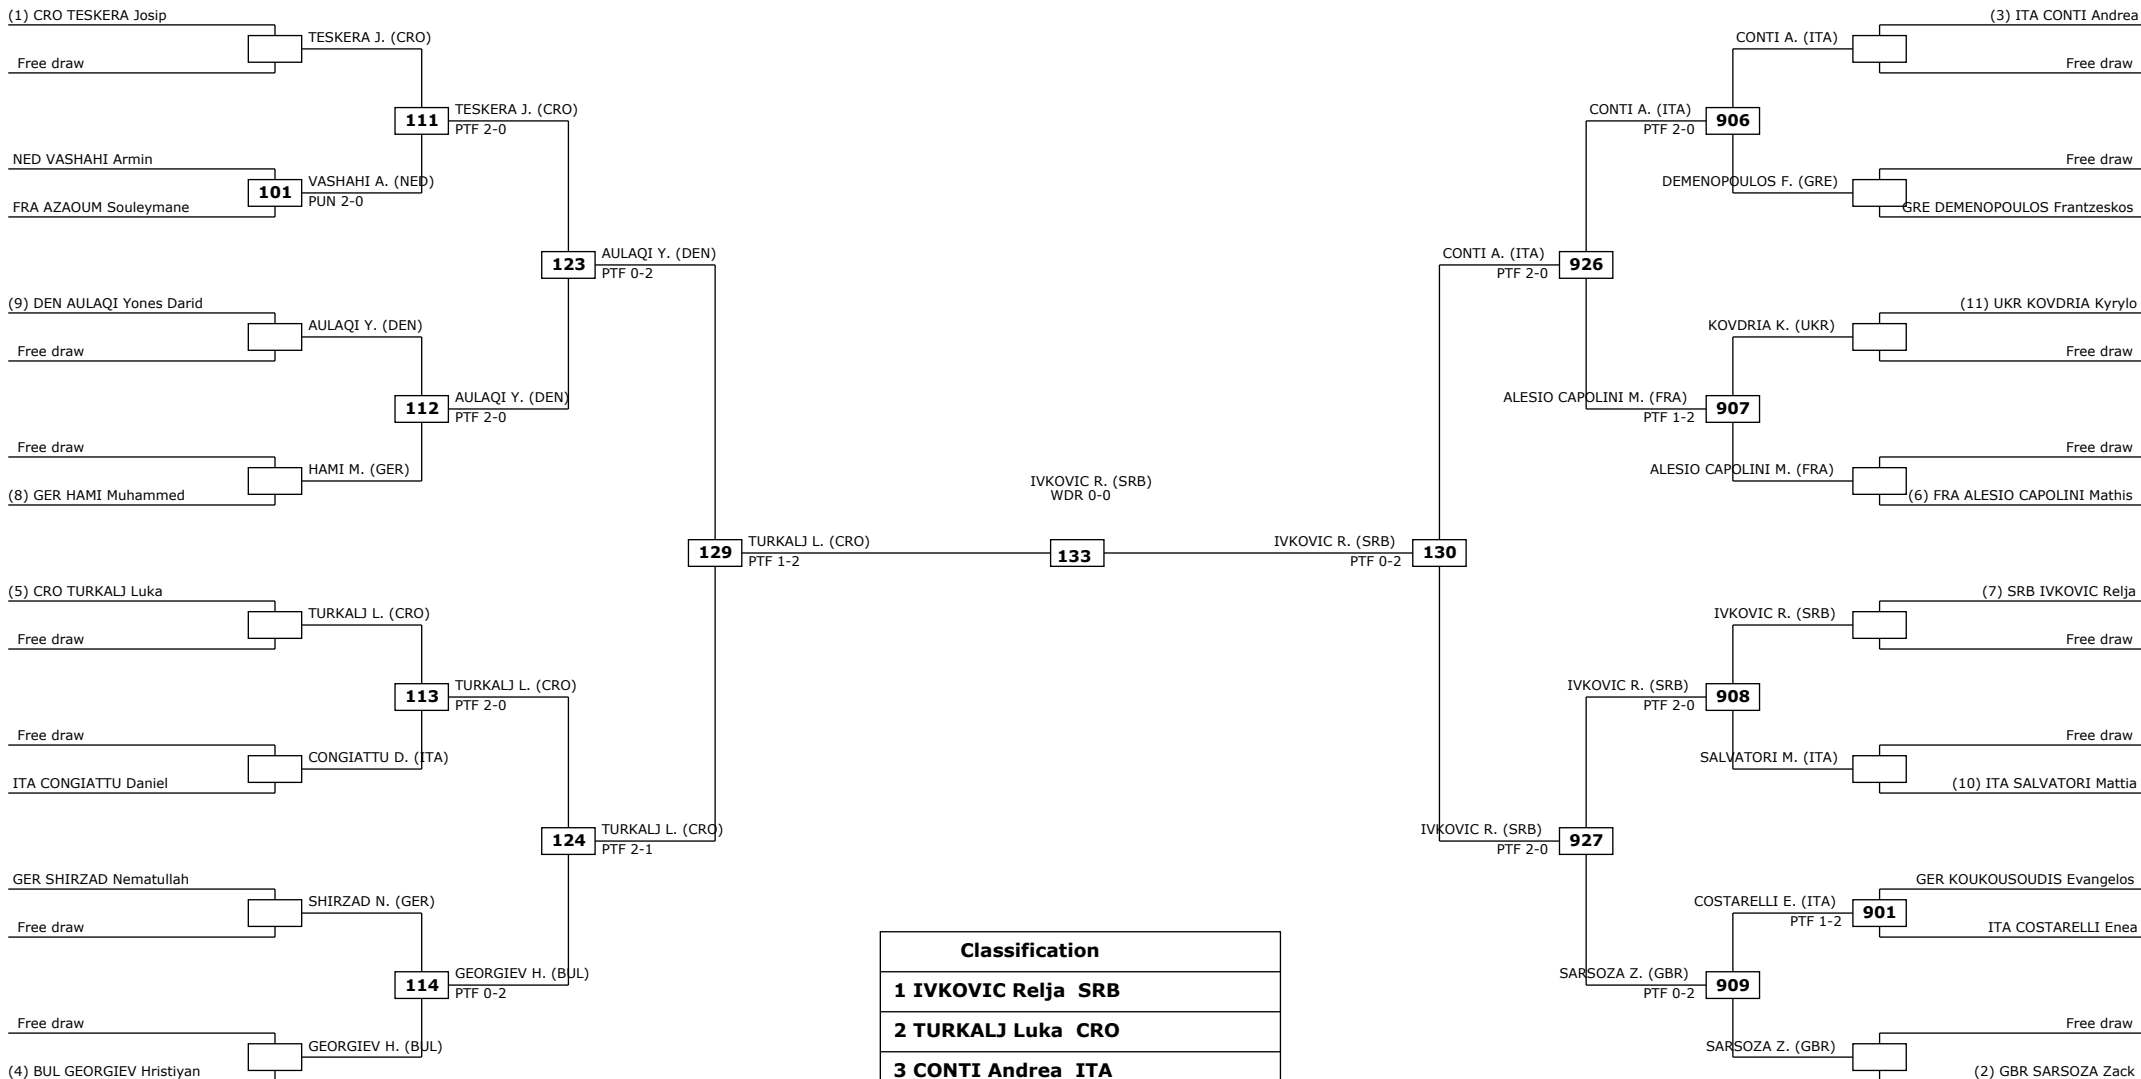 (1) CRO TESKERA Josip
TESKERA J. (CRO)
Free draw
111
TESKERA J. (CRO)
PTF 2-0
NED VASHAHI Armin
101
VASHAHI A. (NED)
PUN 2-0
FRA AZAOUM Souleymane
123
AULAQI Y. (DEN)
PTF 0-2
(9) DEN AULAQI Yones Darid
AULAQI Y. (DEN)
Free draw
112
AULAQI Y. (DEN)
PTF 2-0
Free draw
HAMI M. (GER)
(8) GER HAMI Muhammed
129
TURKALJ L. (CRO)
PTF 1-2
(5) CRO TURKALJ Luka
TURKALJ L. (CRO)
Free draw
113
TURKALJ L. (CRO)
PTF 2-0
Free draw
CONGIATTU D. (ITA)
ITA CONGIATTU Daniel
124
TURKALJ L. (CRO)
PTF 2-1
GER SHIRZAD Nematullah
SHIRZAD N. (GER)
Free draw
114
GEORGIEV H. (BUL)
PTF 0-2
Free draw
GEORGIEV H. (BUL)
(4) BUL GEORGIEV Hristiyan
IVKOVIC R. (SRB)
WDR 0-0
133
IVKOVIC R. (SRB)
PTF 0-2
130
(3) ITA CONTI Andrea
CONTI A. (ITA)
Free draw
CONTI A. (ITA)
PTF 2-0
906
Free draw
DEMENOPOULOS F. (GRE)
GRE DEMENOPOULOS Frantzeskos
CONTI A. (ITA)
PTF 2-0
926
(11) UKR KOVDRIA Kyrylo
KOVDRIA K. (UKR)
Free draw
ALESIO CAPOLINI M. (FRA)
PTF 1-2
907
Free draw
ALESIO CAPOLINI M. (FRA)
(6) FRA ALESIO CAPOLINI Mathis
(7) SRB IVKOVIC Relja
IVKOVIC R. (SRB)
Free draw
IVKOVIC R. (SRB)
PTF 2-0
908
Free draw
SALVATORI M. (ITA)
(10) ITA SALVATORI Mattia
IVKOVIC R. (SRB)
PTF 2-0
927
GER KOUKOUSOUDIS Evangelos
COSTARELLI E. (ITA)
PTF 1-2
901
ITA COSTARELLI Enea
SARSOZA Z. (GBR)
PTF 0-2
909
Free draw
SARSOZA Z. (GBR)
(2) GBR SARSOZA Zack
Classification
1 IVKOVIC Relja SRB
2 TURKALJ Luka CRO
3 CONTI Andrea ITA